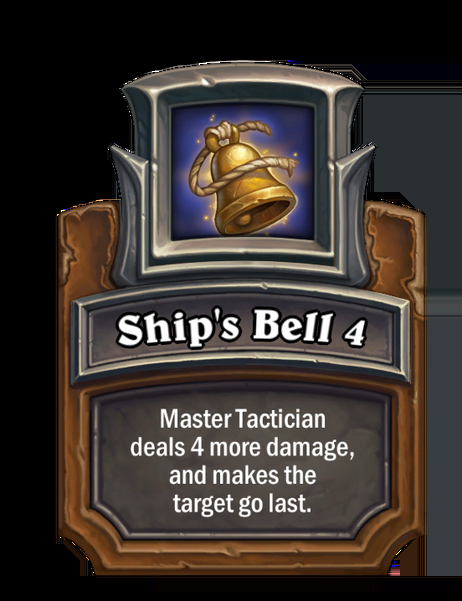 Ship's Bell 4
Master Tactician
deals 4 more damage,
and makes the
target go last.